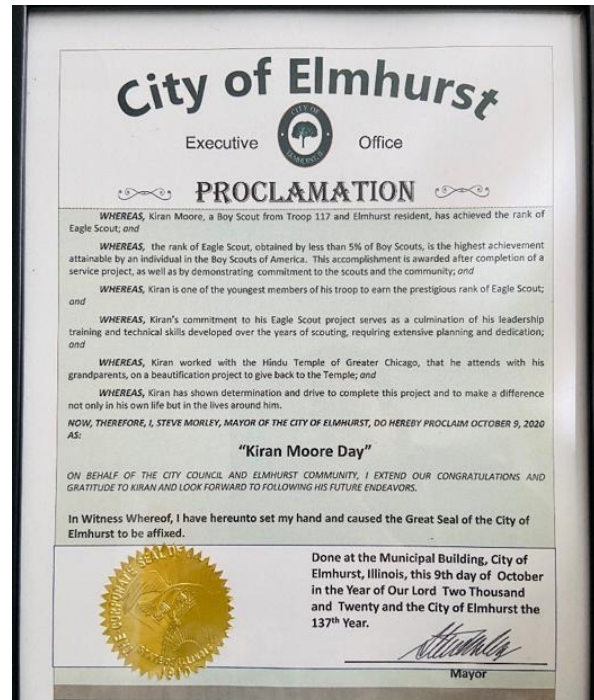 City of Elmhurst
Executive
CITY OF
ELMHURST, IL
Office
PROCLAMATION
WHEREAS, Kiran Moore, a Boy Scout from Troop 117 and Elmhurst resident, has achieved the rank of
Eagle Scout; and
WHEREAS, the rank of Eagle Scout, obtained by less than 5% of Boy Scouts, is the highest achievement
attainable by an individual in the Boy Scouts of America. This accomplishment is awarded after completion of a
service project, as well as by demonstrating commitment to the scouts and the community; and
WHEREAS, Kiran is one of the youngest members of his troop to earn the prestigious rank of Eagle Scout;
and
WHEREAS, Kiran's commitment to his Eagle Scout project serves as a culmination of his leadership
training and technical skills developed over the years of scouting, requiring extensive planning and dedication;
and
WHEREAS, Kiran worked with the Hindu Temple of Greater Chicago, that he attends with his
grandparents, on a beautification project to give back to the Temple; and
WHEREAS, Kiran has shown determination and drive to complete this project and to make a difference
not only in his own life but in the lives around him.
NOW, THEREFORE, I, STEVE MORLEY, MAYOR OF THE CITY OF ELMHURST, DO HEREBY PROCLAIM OCTOBER 9, 2020
AS:
“Kiran Moore Day”
ON BEHALF OF THE CITY COUNCIL AND ELMHURST COMMUNITY, I EXTEND OUR CONGRATULATIONS AND
GRATITUDE TO KIRAN AND LOOK FORWARD TO FOLLOWING HIS FUTURE ENDEAVORS.
In Witness Whereof, I have hereunto set my hand and caused the Great Seal of the City of
Elmhurst to be affixed.
CORPORATE SEAL OF
Done at the Municipal Building, City of
Elmhurst, Illinois, this 9th day of October
in the Year of Our Lord Two Thousand
and Twenty and the City of Elmhurst the
137th Year.
Mayor